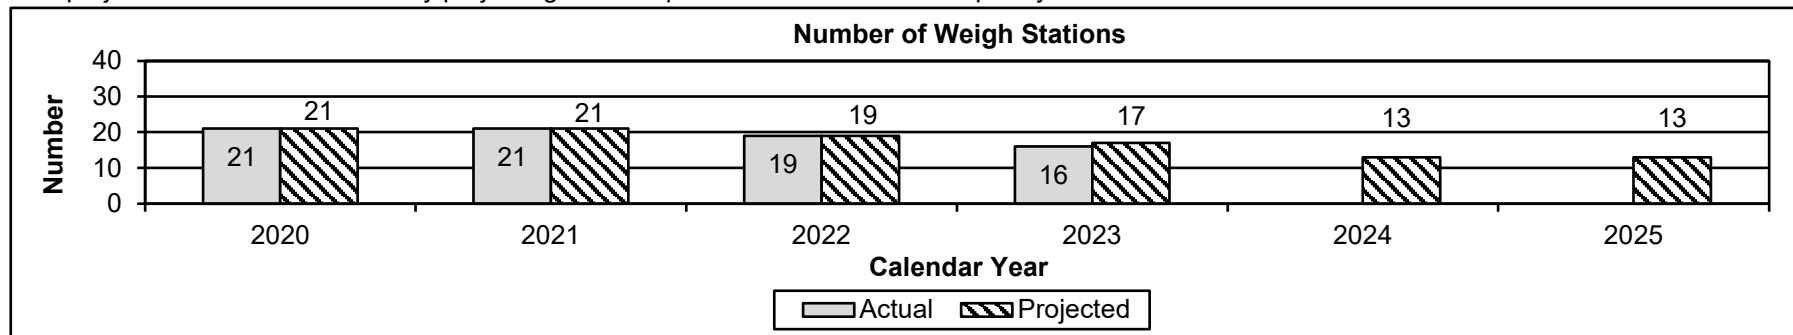 Number of Weigh Stations
40
30
20
10
0
Number
21 21 21 21 19 19 16 17 13 13
2020 2021 2022 2023 2024 2025
Calendar Year
Actual Projected